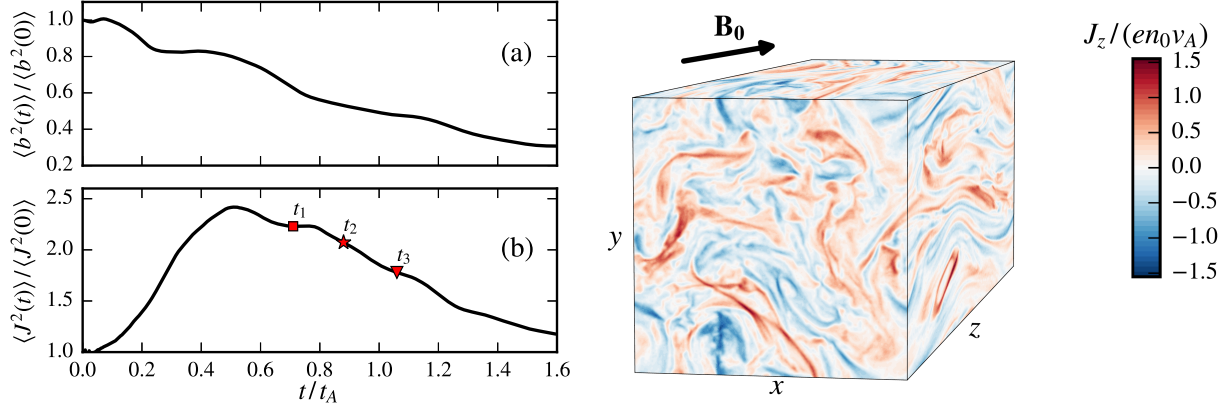 ⟨b²(t)⟩/⟨b²(0)⟩
1.0
0.8
0.6
0.4
0.2
(a)
⟨J²(t)⟩/⟨J²(0)⟩
2.5
2.0
1.5
1.0
t₁
t₂
t₃
(b)
0.0 0.2 0.4 0.6 0.8 1.0 1.2 1.4 1.6
t/t_A
B₀
y
x
z
J_z/(en₀v_A)
1.5
1.0
0.5
0.0
−0.5
−1.0
−1.5